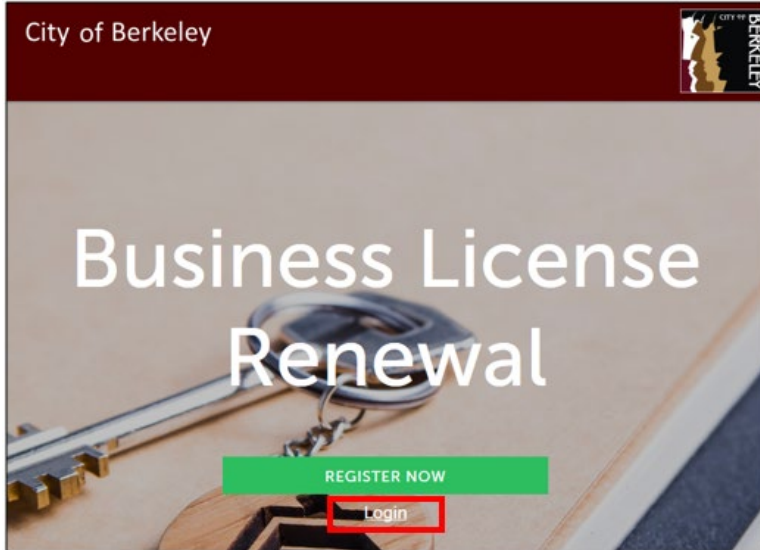 City of Berkeley
CITY OF
BERKELEY
Business License
Renewal
REGISTER NOW
Login